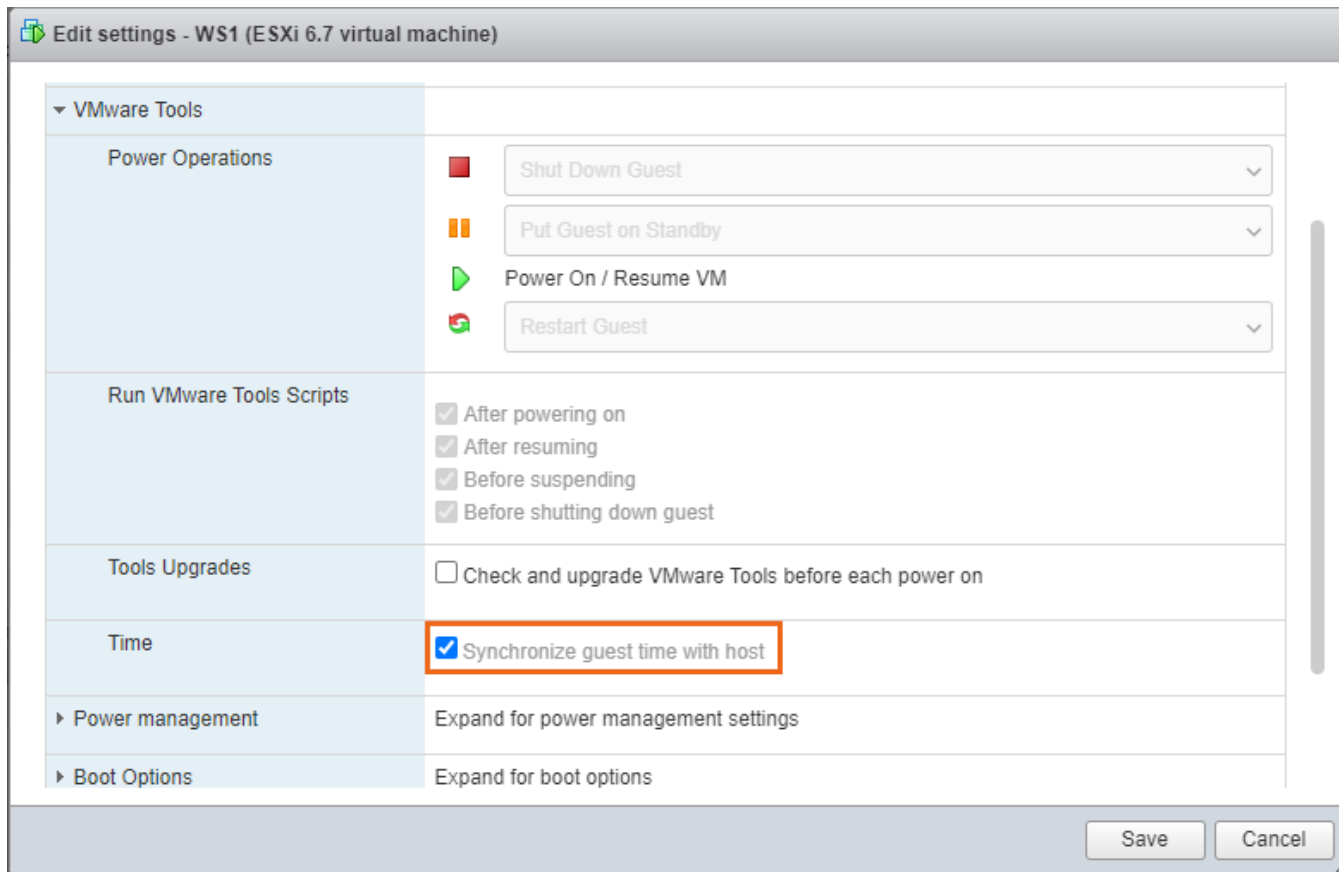 Edit settings - WS1 (ESXi 6.7 virtual machine)
VMware Tools
Power Operations
Shut Down Guest
Put Guest on Standby
Power On / Resume VM
Restart Guest
Run VMware Tools Scripts
After powering on
After resuming
Before suspending
Before shutting down guest
Tools Upgrades
Check and upgrade VMware Tools before each power on
Time
Synchronize guest time with host
Power management
Expand for power management settings
Boot Options
Expand for boot options
Save
Cancel